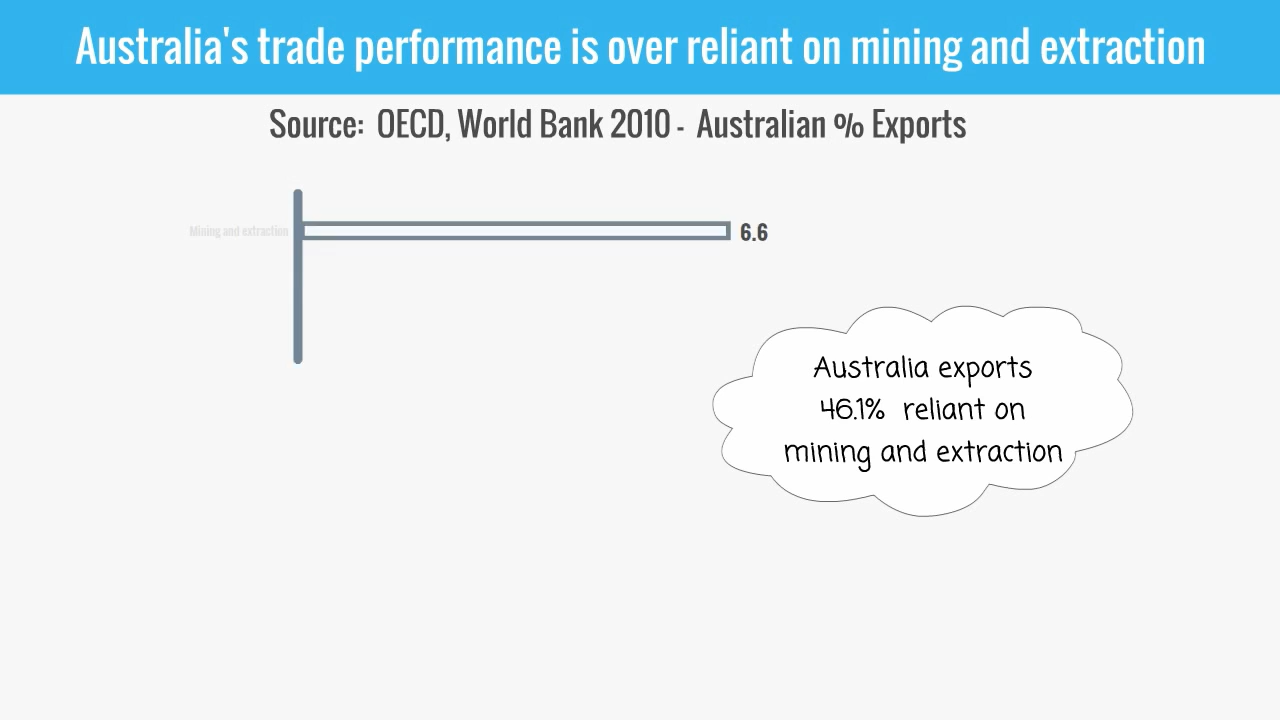 Australia's trade performance is over reliant on mining and extraction
Source: OECD, World Bank 2010 - Australian % Exports
Mining and extraction
6.6
Australia exports
46.1% reliant on
mining and extraction